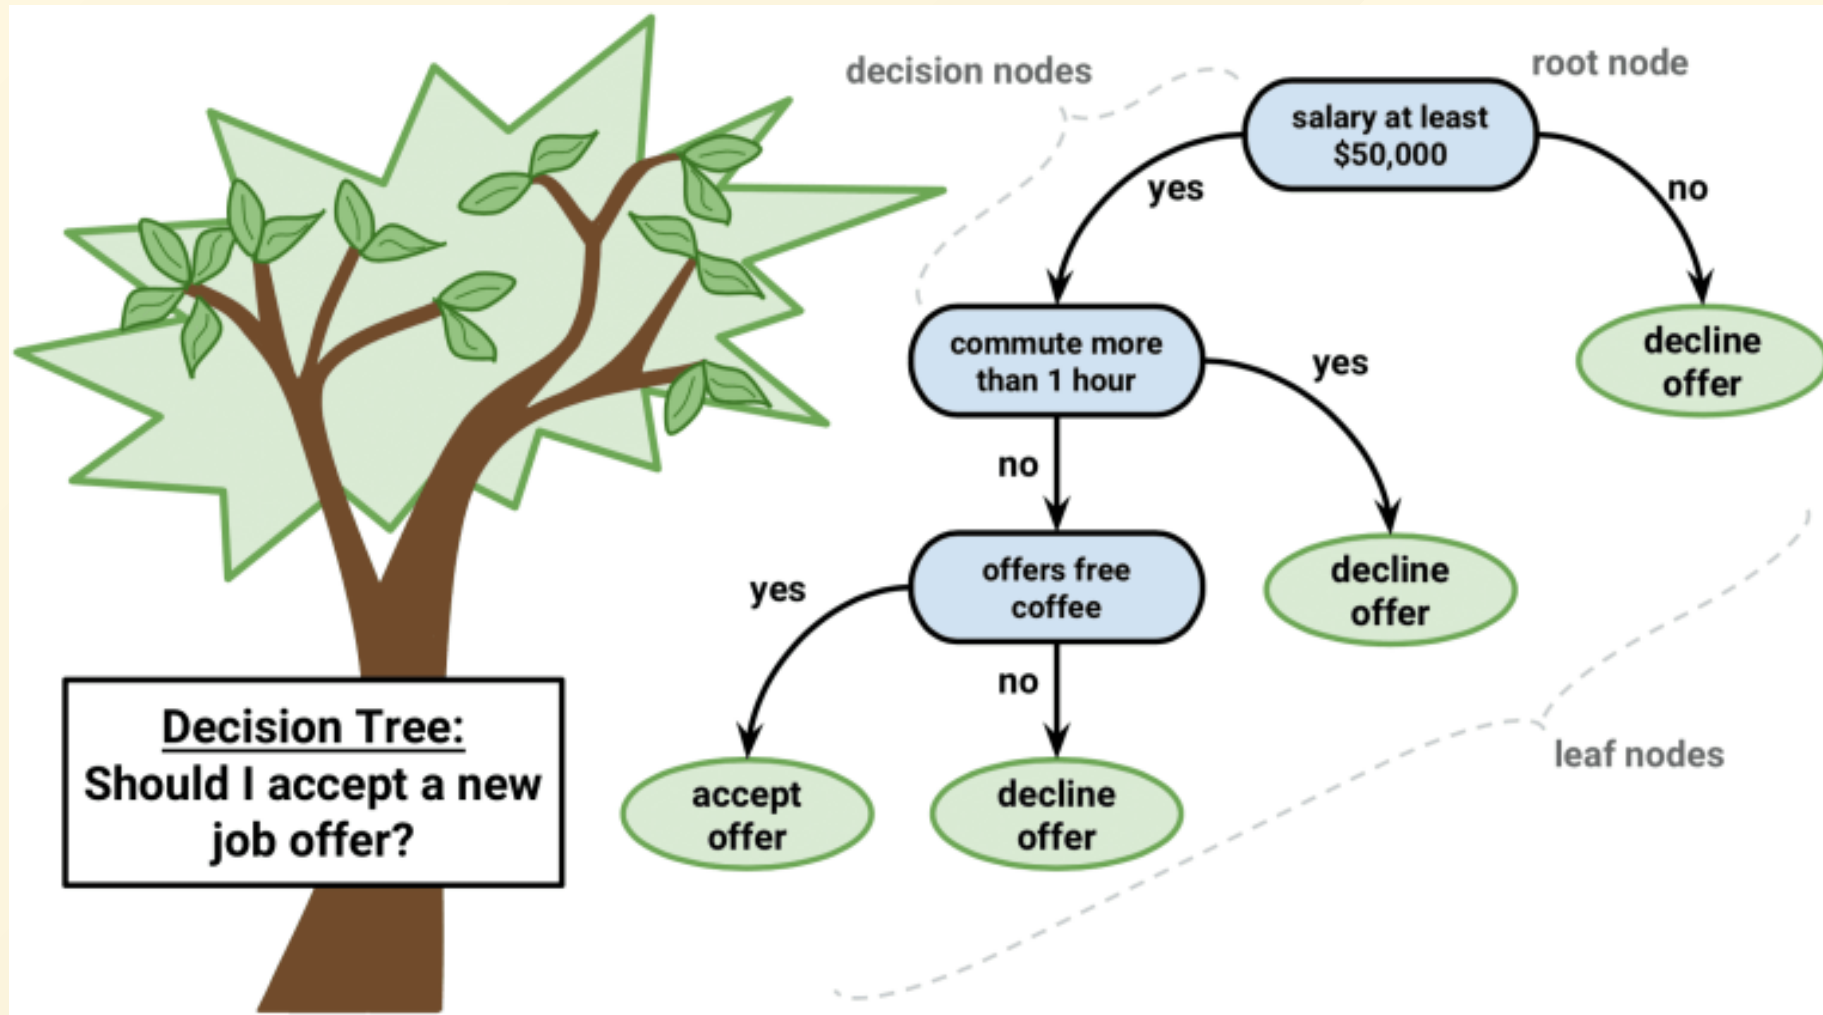 decision nodes
root node
salary at least
$50,000
yes
no
commute more
than 1 hour
yes
decline
offer
no
offers free
coffee
decline
offer
yes
no
accept
offer
decline
offer
leaf nodes
Decision Tree:
Should I accept a new
job offer?